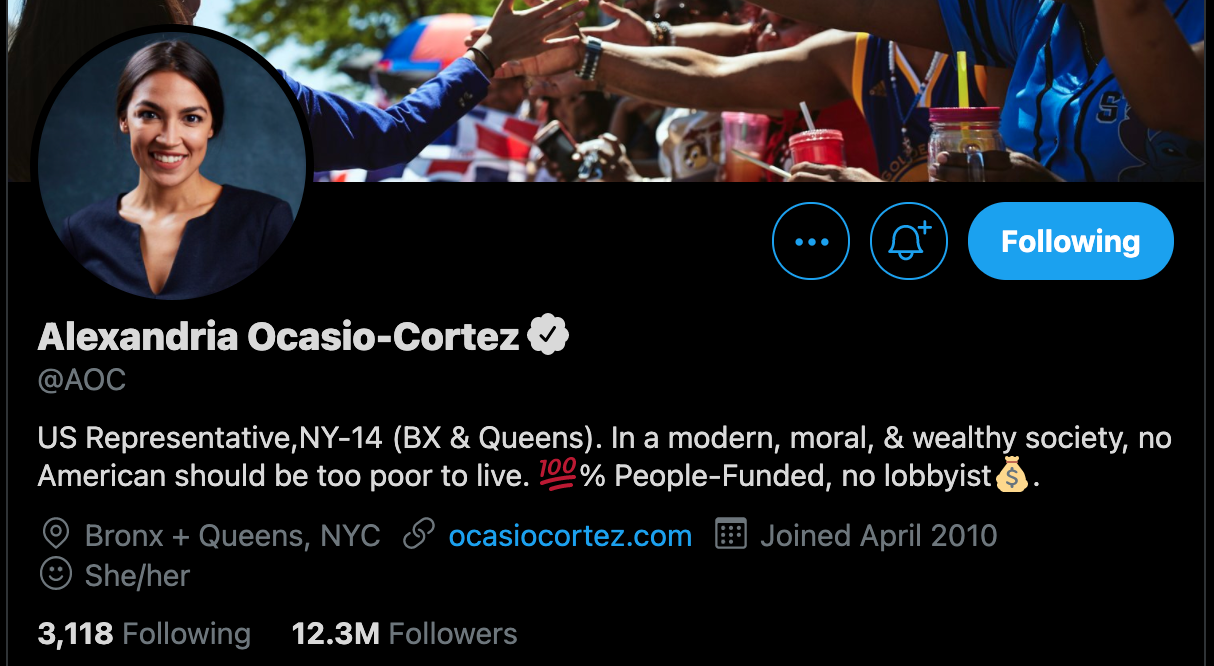 Following
Alexandria Ocasio-Cortez
@AOC
US Representative,NY-14 (BX & Queens). In a modern, moral, & wealthy society, no
American should be too poor to live. 💯% People-Funded, no lobbyist💰.
Bronx + Queens, NYC ocasiocortez.com Joined April 2010
She/her
3,118 Following 12.3M Followers